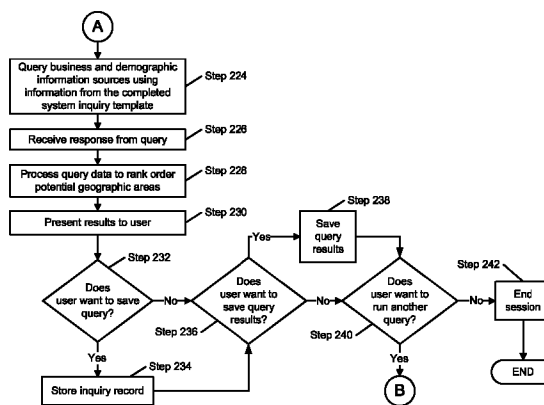 A
Query business and demographic
information sources using
information from the completed
system inquiry template
Step 224
Receive response from query
Step 226
Process query data to rank order
potential geographic areas
Step 228
Present results to user
Step 230
Step 232
Does
user want to save
query?
No
Yes
Step 234
Store inquiry record
Does
user want to
save query
results?
Step 236
Yes
No
Step 238
Save
query
results
Does
user want to
run another
query?
Step 240
No
Yes
B
Step 242
End
session
END